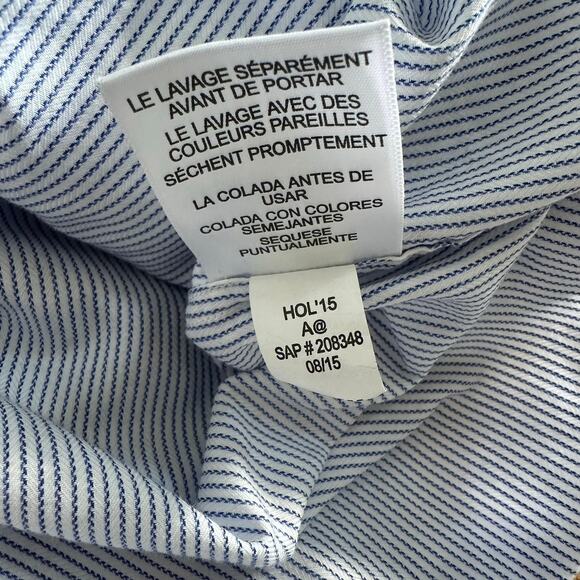 LE LAVAGE SÉPARÉMENT
AVANT DE PORTAR
LE LAVAGE AVEC DES
COULEURS PAREILLES
SÉCHENT PROMPTEMENT
LA COLADA ANTES DE
USAR
COLADA CON COLORES
SEMEJANTES
SEQUESE
PUNTUALMENTE
HOL'15
A@
SAP # 208348
08/15